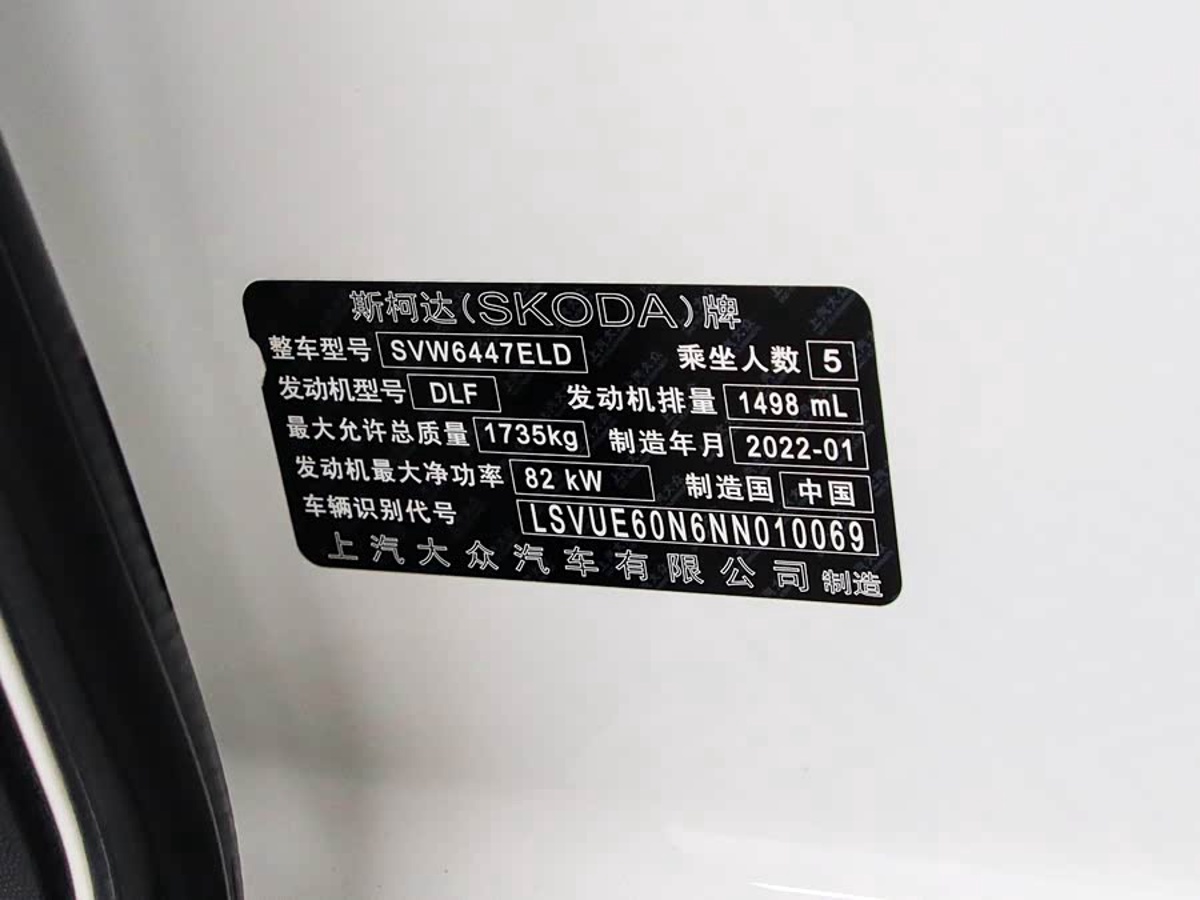 斯柯达(SKODA)牌
整车型号 SVW6447ELD 乘坐人数 5
发动机型号 DLF 发动机排量 1498 mL
最大允许总质量 1735kg 制造年月 2022-01
发动机最大净功率 82 kW 制造国 中国
车辆识别代号 LSVUE60N6NN010069
上汽大众汽车有限公司 制造